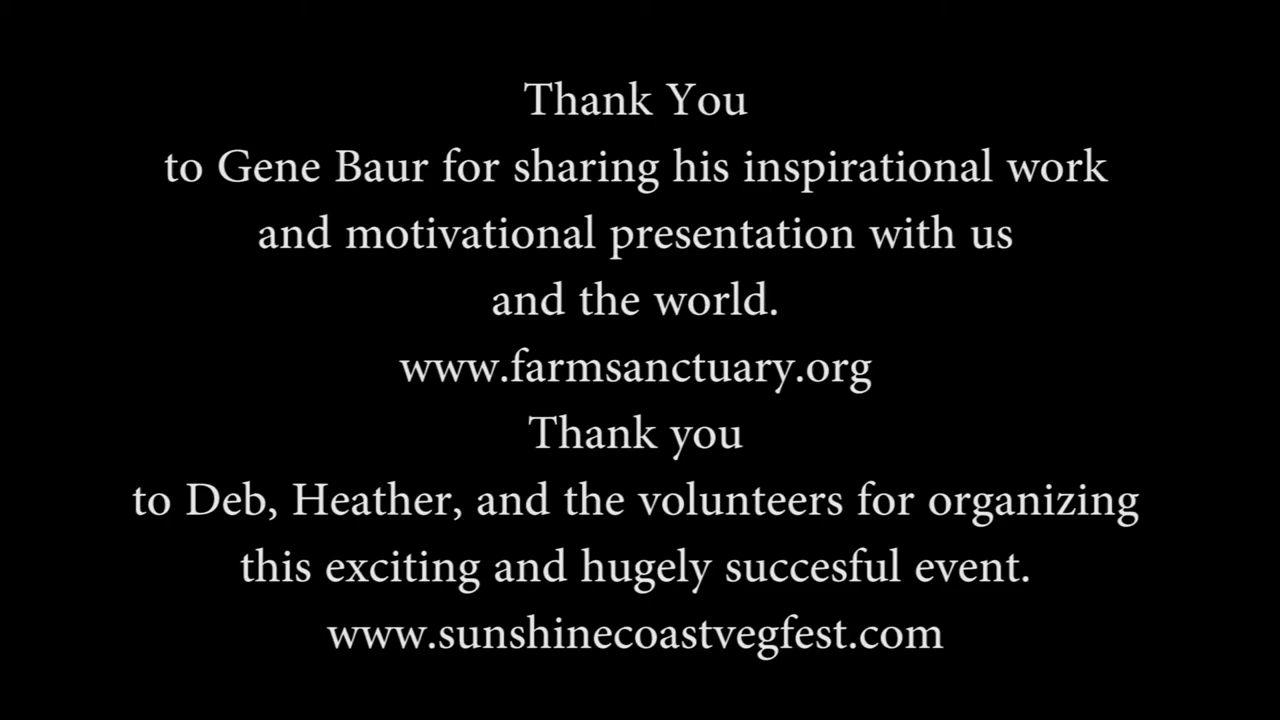 Thank You
to Gene Baur for sharing his inspirational work
and motivational presentation with us
and the world.
www.farmsanctuary.org
Thank you
to Deb, Heather, and the volunteers for organizing
this exciting and hugely succesful event.
www.sunshinecoastvegfest.com